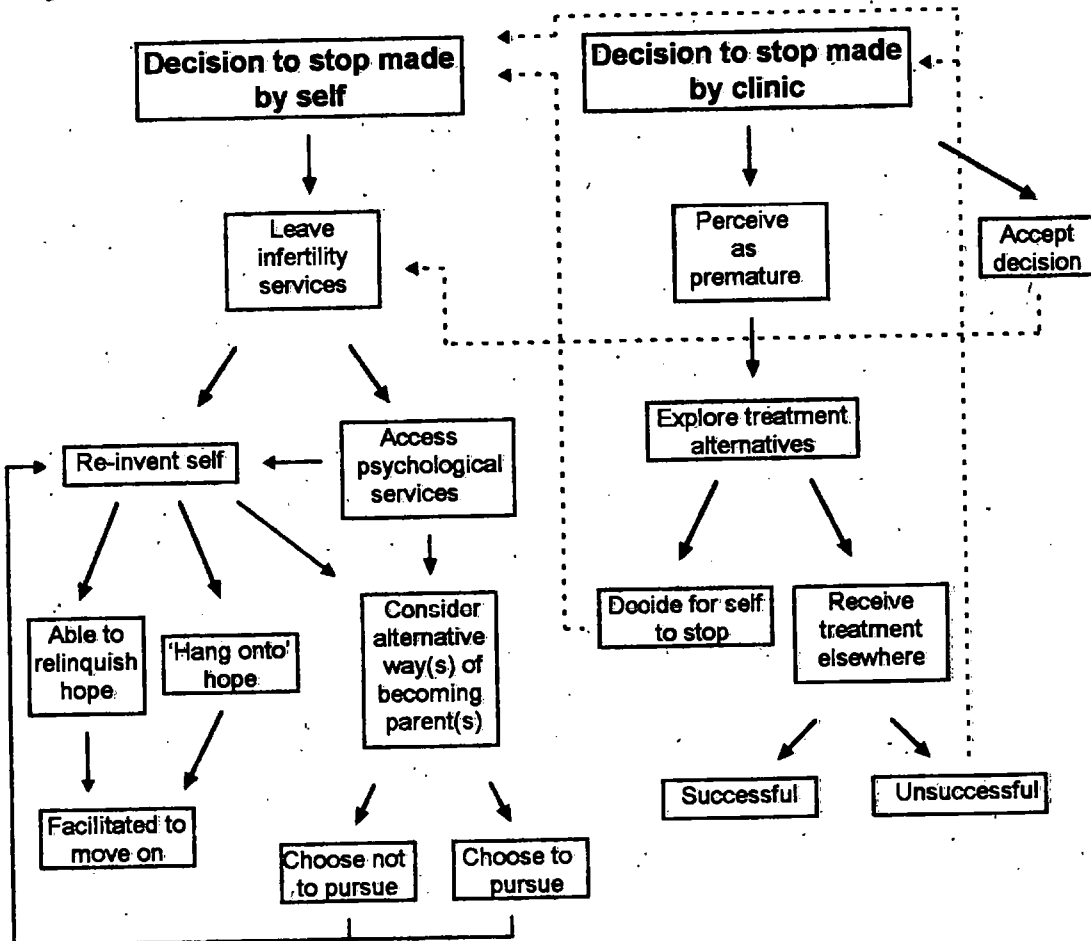 Decision to stop made
by self
Decision to stop made
by clinic
Leave
infertility
services
Perceive
as
premature
Accept
decision
Re-invent self
Access
psychological
services
Explore treatment
alternatives
Able to
relinquish
hope
'Hang onto'
hope
Consider
alternative
way(s) of
becoming
parent(s)
Decide for self
to stop
Receive
treatment
elsewhere
Facilitated to
move on
Choose not
to pursue
Choose to
pursue
Successful
Unsuccessful